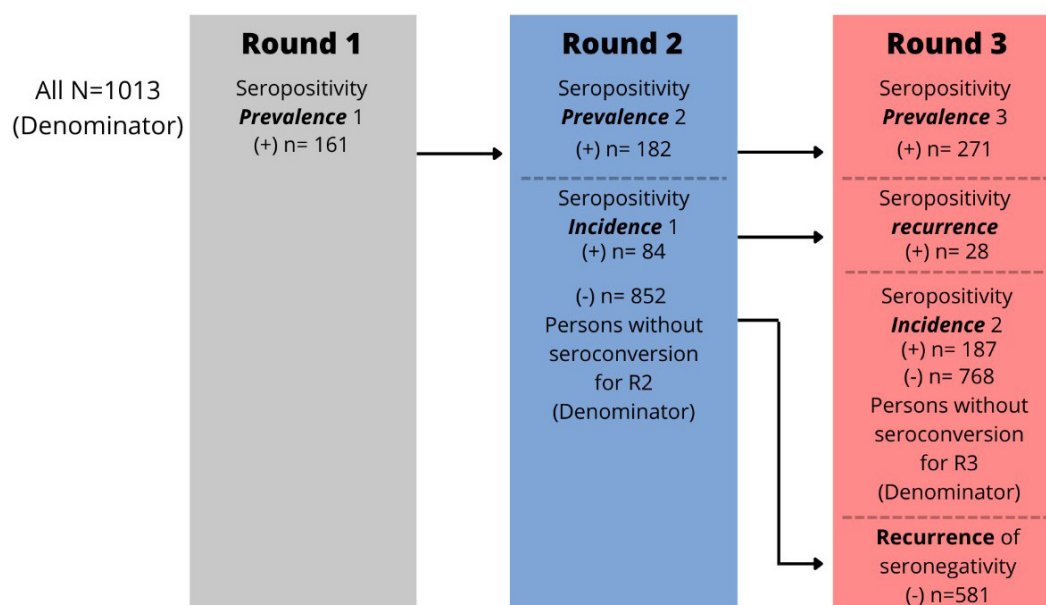 All N=1013
(Denominator)
Round 1
Seropositivity
Prevalence 1
(+) n= 161
Round 2
Seropositivity
Prevalence 2
(+) n= 182
Seropositivity
Incidence 1
(+) n= 84
(-) n= 852
Persons without
seroconversion
for R2
(Denominator)
Round 3
Seropositivity
Prevalence 3
(+) n= 271
Seropositivity
recurrence
(+) n= 28
Seropositivity
Incidence 2
(+) n= 187
(-) n= 768
Persons without
seroconversion
for R3
(Denominator)
Recurrence of
seronegativity
(-) n=581